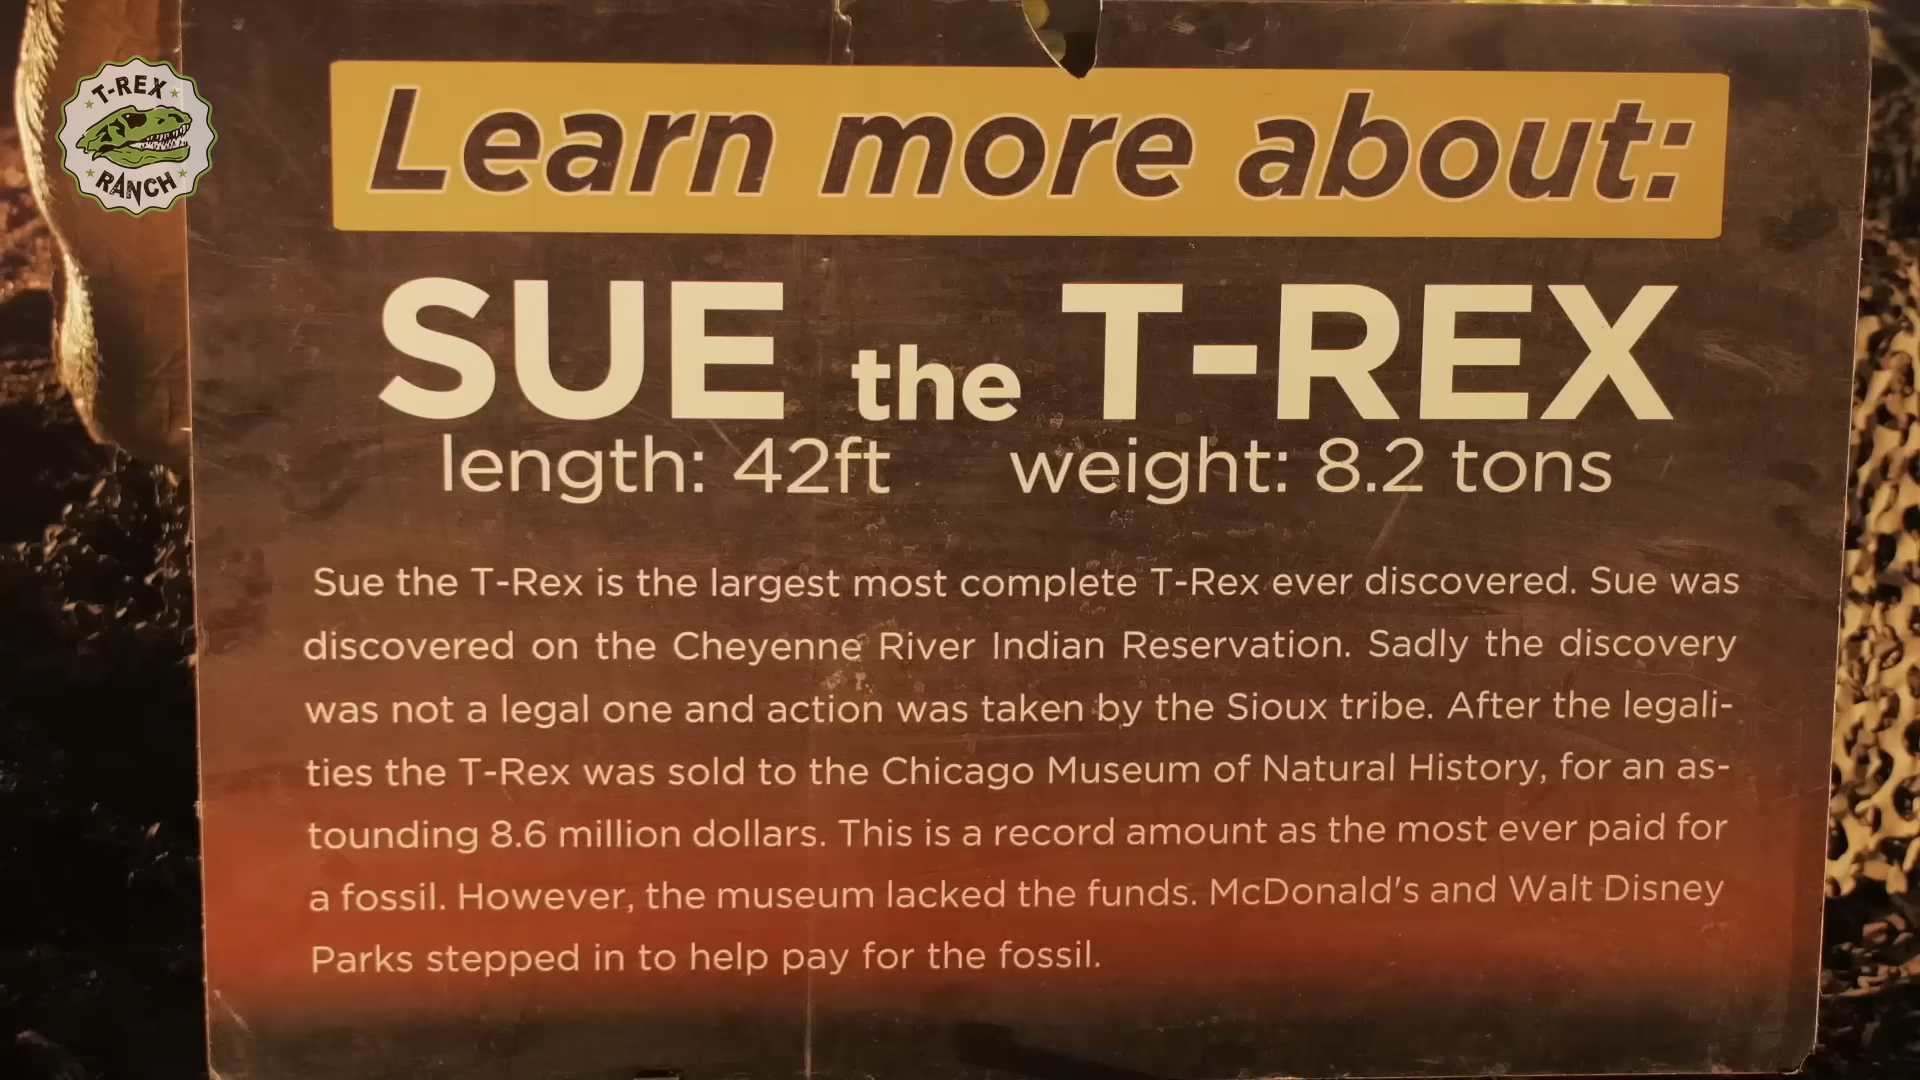 T-REX
RANCH
Learn more about:
SUE the T-REX
length: 42ft weight: 8.2 tons
Sue the T-Rex is the largest most complete T-Rex ever discovered. Sue was
discovered on the Cheyenne River Indian Reservation. Sadly the discovery
was not a legal one and action was taken by the Sioux tribe. After the legali-
ties the T-Rex was sold to the Chicago Museum of Natural History, for an as-
tounding 8.6 million dollars. This is a record amount as the most ever paid for
a fossil. However, the museum lacked the funds. McDonald's and Walt Disney
Parks stepped in to help pay for the fossil.